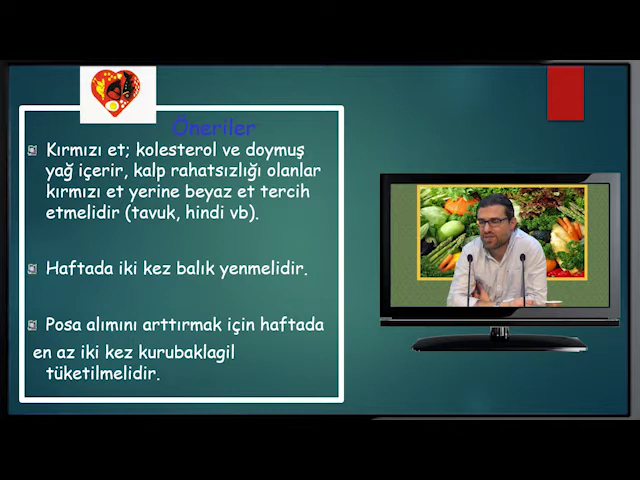 Öneriler
Kırmızı et; kolesterol ve doymuş
yağ içerir, kalp rahatsızlığı olanlar
kırmızı et yerine beyaz et tercih
etmelidir (tavuk, hindi vb).
Haftada iki kez balık yenmelidir.
Posa alımını arttırmak için haftada
en az iki kez kurubaklagil
tüketilmelidir.